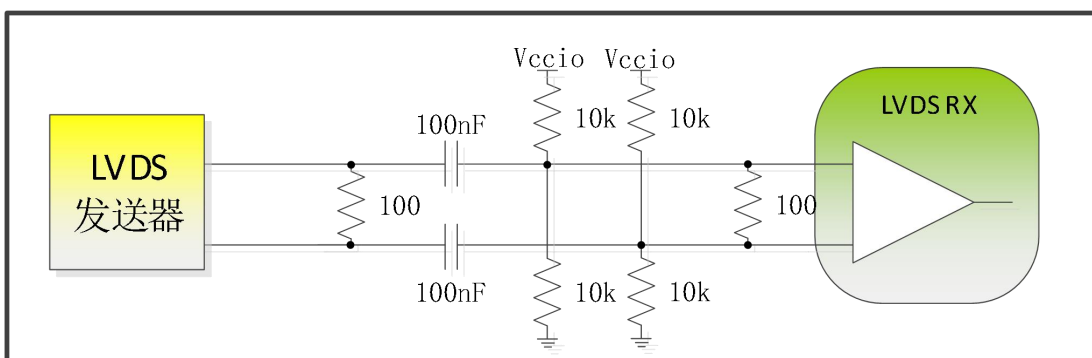 Vccio Vccio
LVDS RX
10k 10k
100nF
LVDS
发送器
100
100
100nF
10k 10k